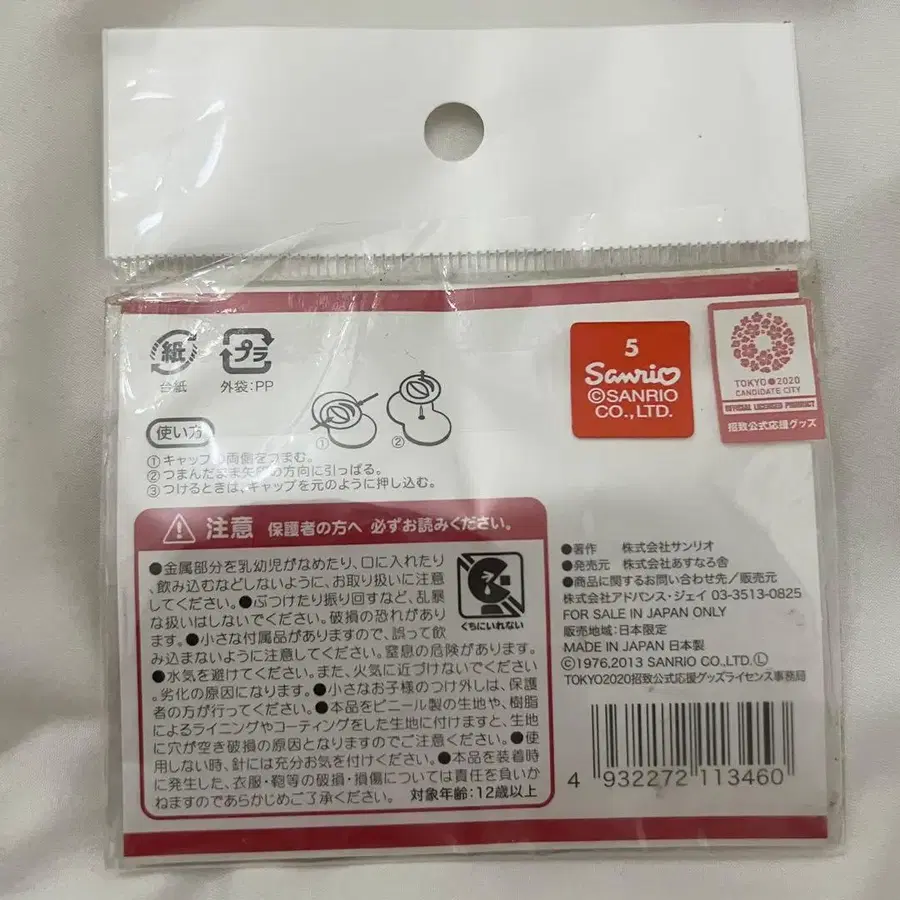 紙
台紙
プラ
外袋:PP
5
Sanrio
©SANRIO
CO.,LTD.
TOKYO 2020
CANDIDATE CITY
OFFICIAL LICENSED PRODUCT
招致公式応援グッズ
使い方
① ②
①キャップの両側をつまむ。
②つまんだまま矢印の方向に引っぱる。
③つけるときは、キャップを元のように押し込む。
注意 保護者の方へ 必ずお読みください。
●金属部分を乳幼児がなめたり、口に入れたり
飲み込むなどしないように、お取り扱いに注意
してください。●ぶつけたり振り回すなど、乱暴
な扱いはしないでください。破損の恐れがあり
ます。●小さな付属品がありますので、誤って飲
み込まないように注意してください。窒息の危険があります。
●水気を避けてください。また、火気に近づけないでください。
劣化の原因になります。●小さなお子様のつけ外しは、保護
者の方が行ってください。●本品をビニール製の生地や、樹脂
によるライニングやコーティングをした生地に付けますと、生地
に穴が空き破損の原因となりますのでご注意ください。●使
用しない時、針には充分お気を付けください。●本品を装着時
に発生した、衣服・鞄等の破損・損傷については責任を負いか
ねますのであらかじめご了承ください。 対象年齢:12歳以上
くちにいれない
●著作 株式会社サンリオ
●発売元 株式会社あすなろ舎
●商品に関するお問い合わせ先/販売元
株式会社アドバンス・ジェイ 03-3513-0825
FOR SALE IN JAPAN ONLY
販売地域:日本限定
MADE IN JAPAN 日本製
©1976,2013 SANRIO CO.,LTD.Ⓛ
TOKYO2020招致公式応援グッズライセンス事務局
4 932272 113460